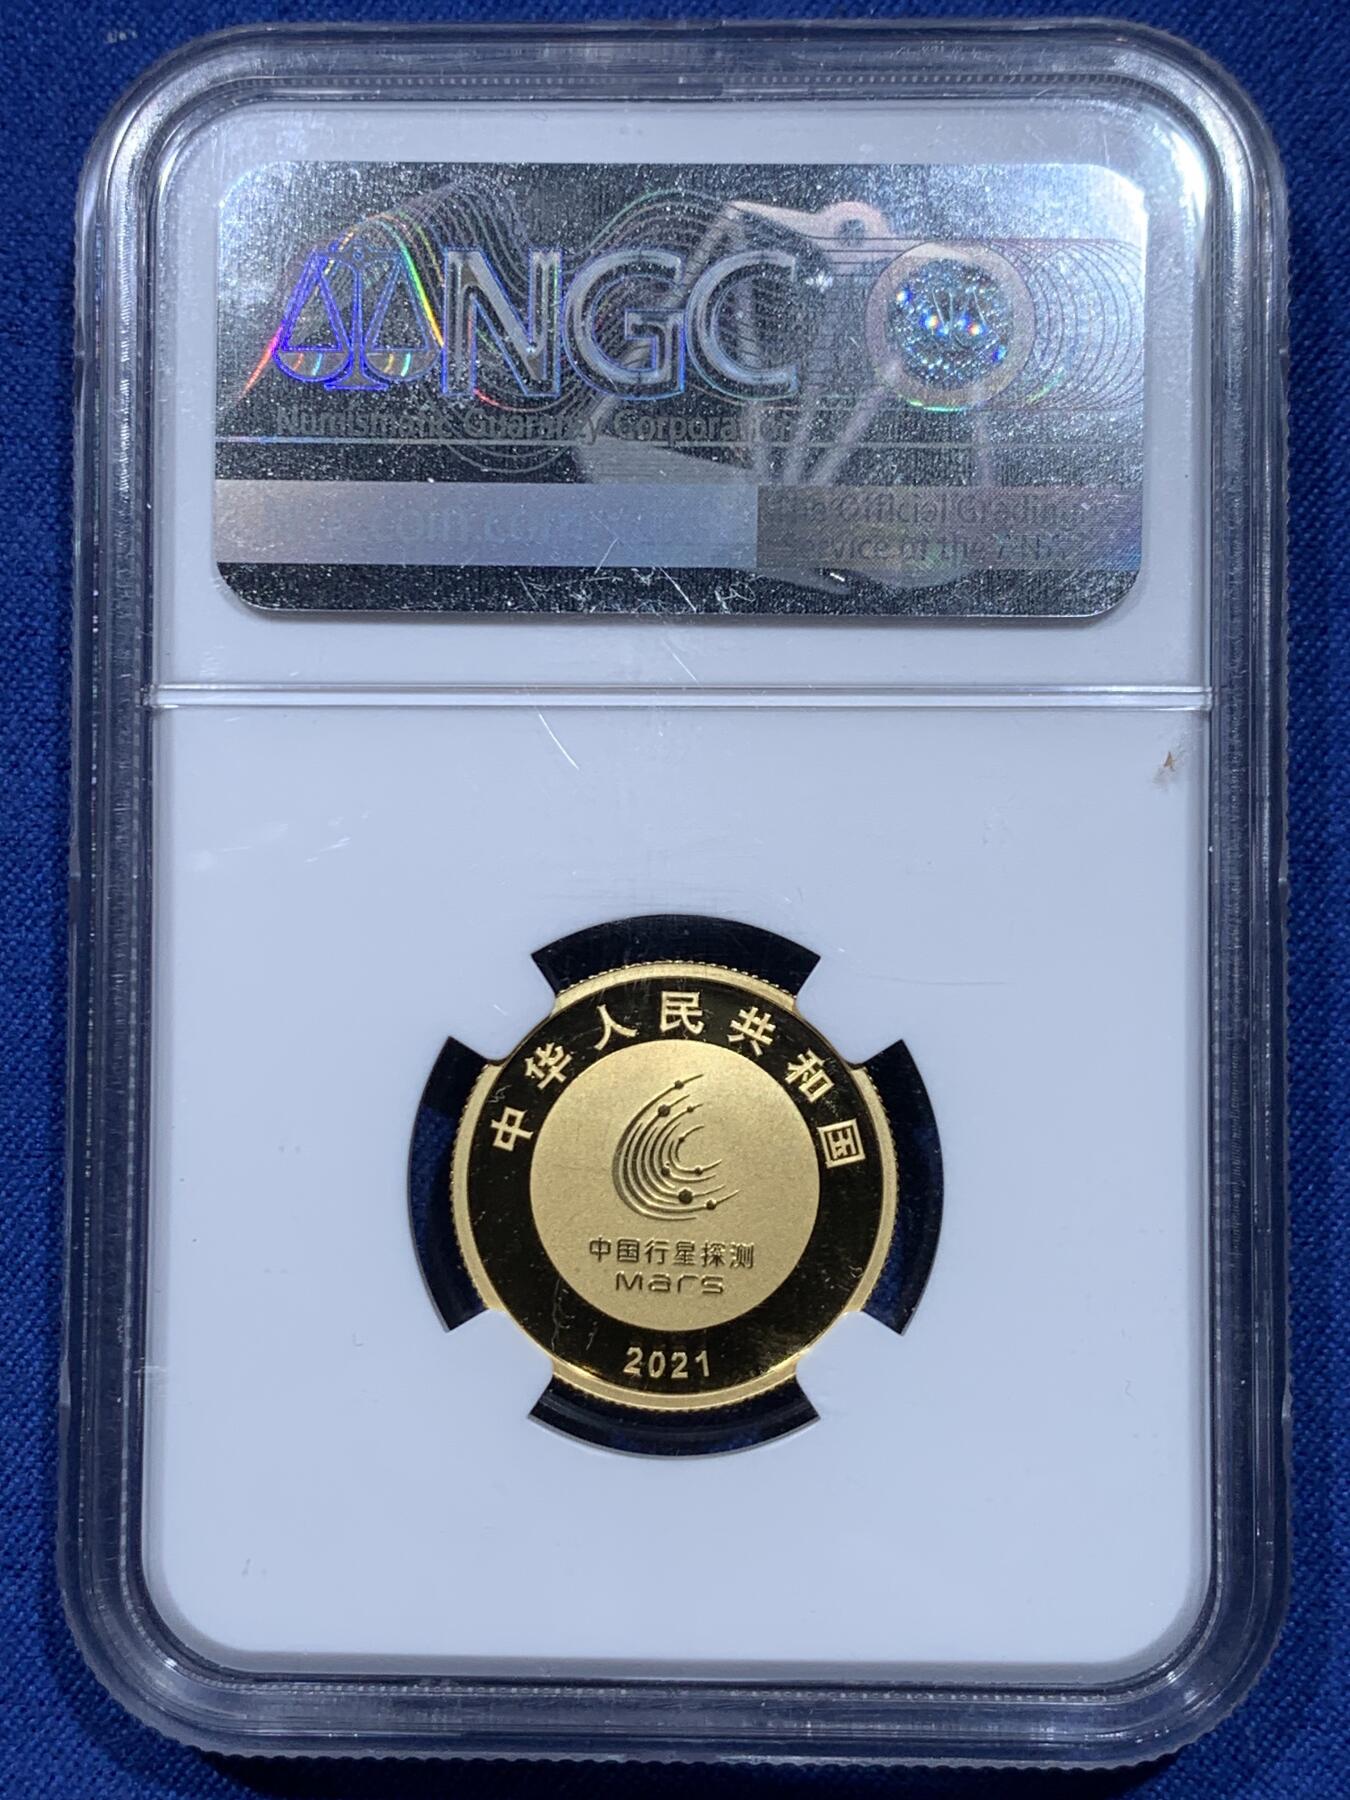 NGC
Numismatic Guaranty Corporation
The Official Grading
Service of the
中华人民共和国
中国行星探测
Mars
2021